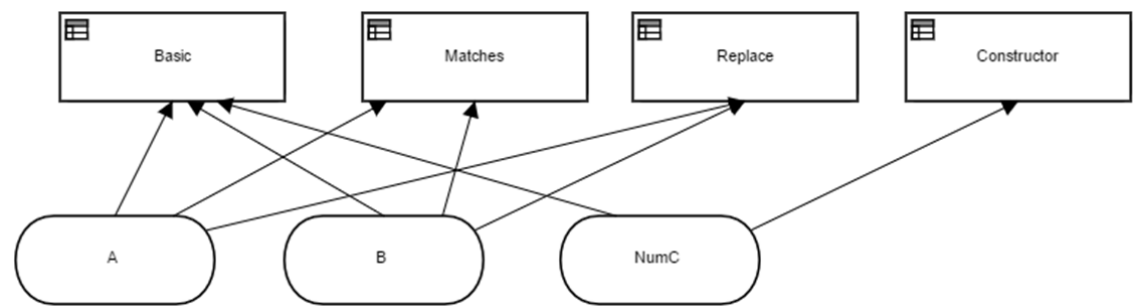 Basic
Matches
Replace
Constructor
A
B
NumC